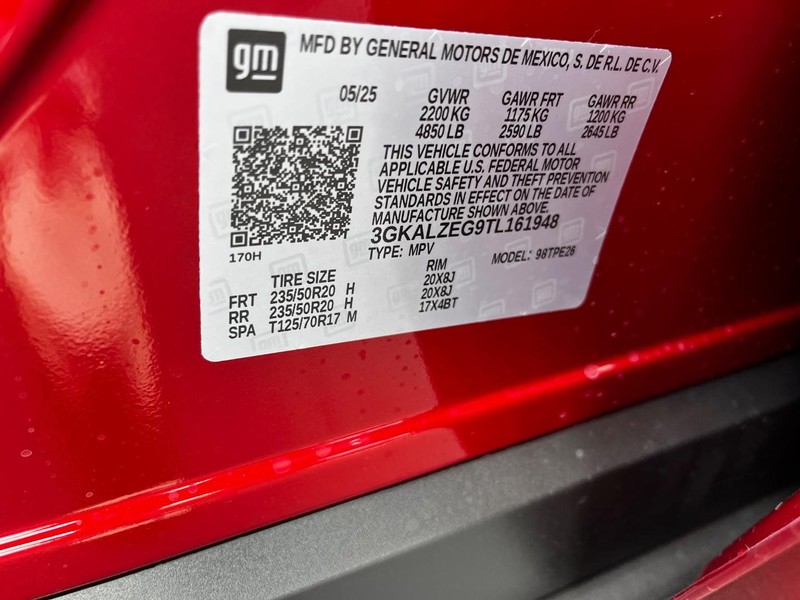 gm
MFD BY GENERAL MOTORS DE MEXICO, S. DE R.L. DE C.V.
05/25 GVWR GAWR FRT GAWR RR
2200 KG 1175 KG 1200 KG
4850 LB 2590 LB 2645 LB
THIS VEHICLE CONFORMS TO ALL
APPLICABLE U.S. FEDERAL MOTOR
VEHICLE SAFETY AND THEFT PREVENTION
STANDARDS IN EFFECT ON THE DATE OF
MANUFACTURE SHOWN ABOVE.
3GKALZEG9TL161948
170H
TYPE: MPV MODEL: 98TPE26
TIRE SIZE RIM
FRT 235/50R20 H 20X8J
RR 235/50R20 H 20X8J
SPA T125/70R17 M 17X4BT